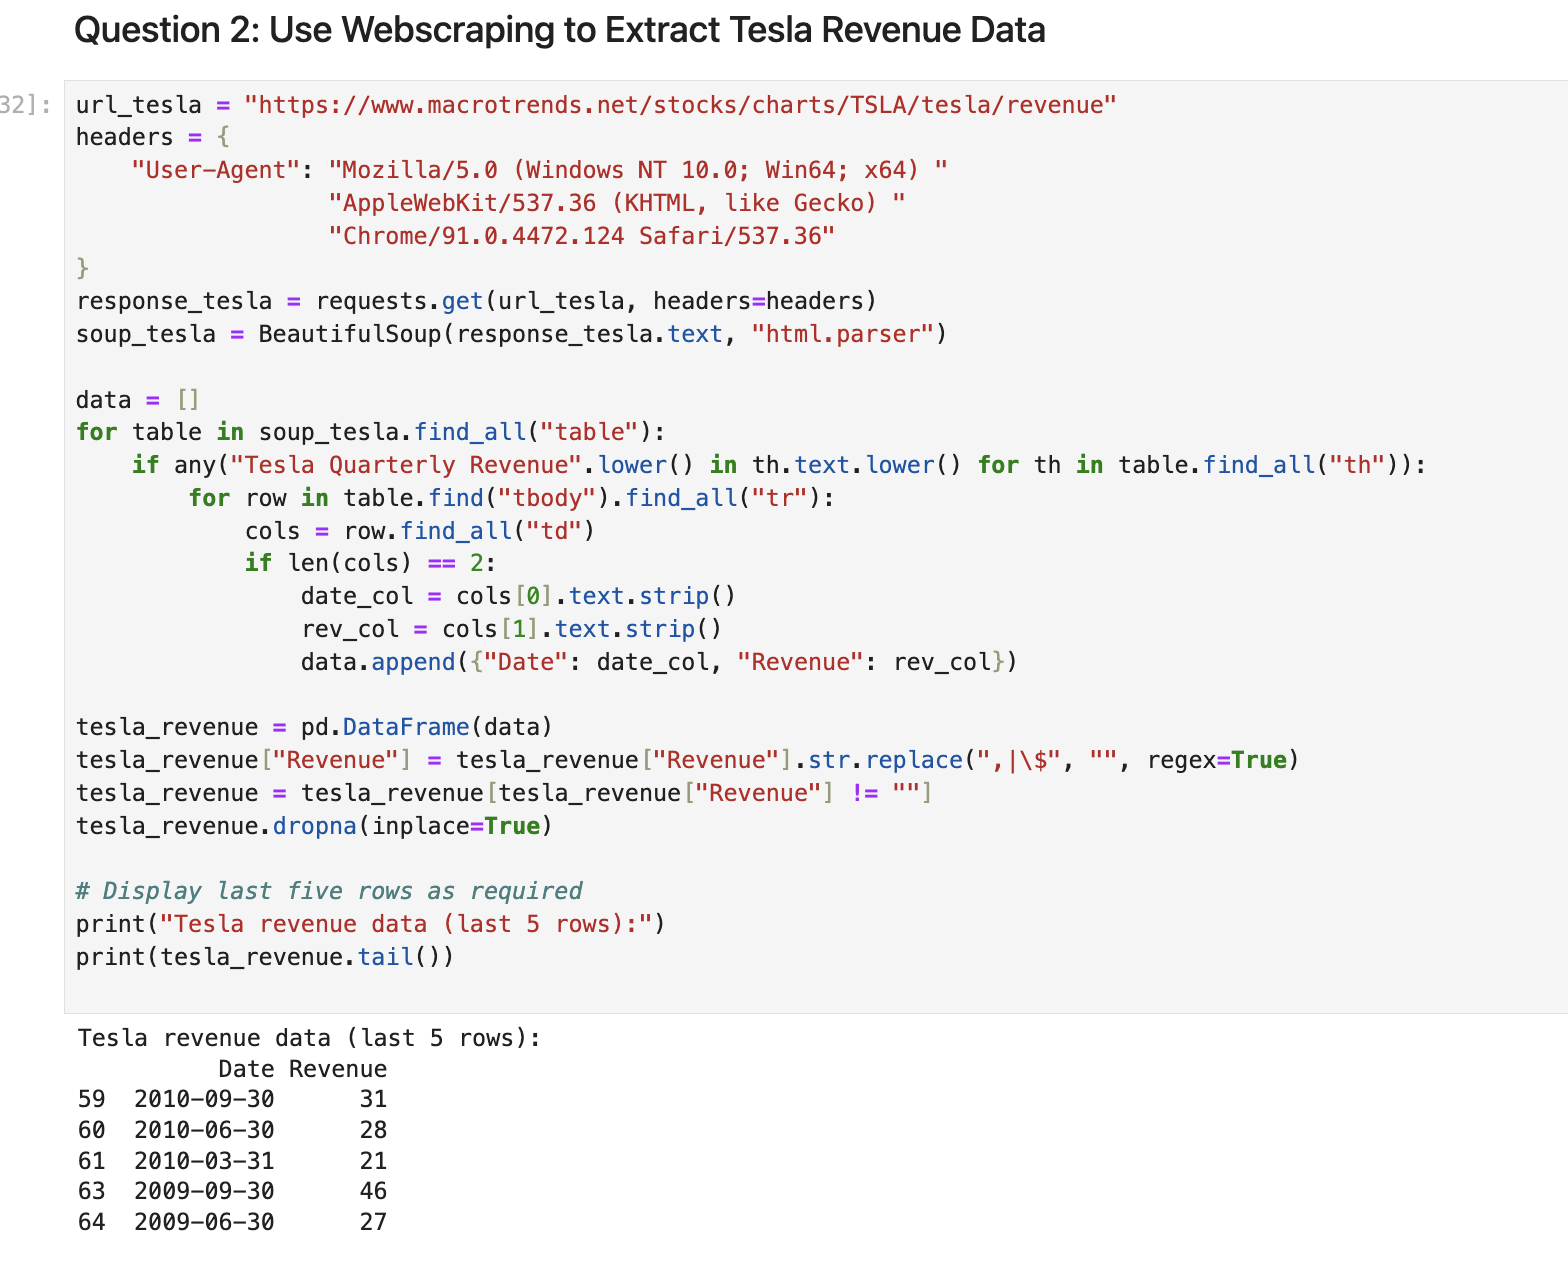 Question 2: Use Webscraping to Extract Tesla Revenue Data
32]: url_tesla = "https://www.macrotrends.net/stocks/charts/TSLA/tesla/revenue"
headers = {
    "User-Agent": "Mozilla/5.0 (Windows NT 10.0; Win64; x64) "
                  "AppleWebKit/537.36 (KHTML, like Gecko) "
                  "Chrome/91.0.4472.124 Safari/537.36"
}
response_tesla = requests.get(url_tesla, headers=headers)
soup_tesla = BeautifulSoup(response_tesla.text, "html.parser")

data = []
for table in soup_tesla.find_all("table"):
    if any("Tesla Quarterly Revenue".lower() in th.text.lower() for th in table.find_all("th")):
        for row in table.find("tbody").find_all("tr"):
            cols = row.find_all("td")
            if len(cols) == 2:
                date_col = cols[0].text.strip()
                rev_col = cols[1].text.strip()
                data.append({"Date": date_col, "Revenue": rev_col})

tesla_revenue = pd.DataFrame(data)
tesla_revenue["Revenue"] = tesla_revenue["Revenue"].str.replace(",|\$", "", regex=True)
tesla_revenue = tesla_revenue[tesla_revenue["Revenue"] != ""]
tesla_revenue.dropna(inplace=True)

# Display last five rows as required
print("Tesla revenue data (last 5 rows):")
print(tesla_revenue.tail())

Tesla revenue data (last 5 rows):
          Date Revenue
59  2010-09-30      31
60  2010-06-30      28
61  2010-03-31      21
63  2009-09-30      46
64  2009-06-30      27